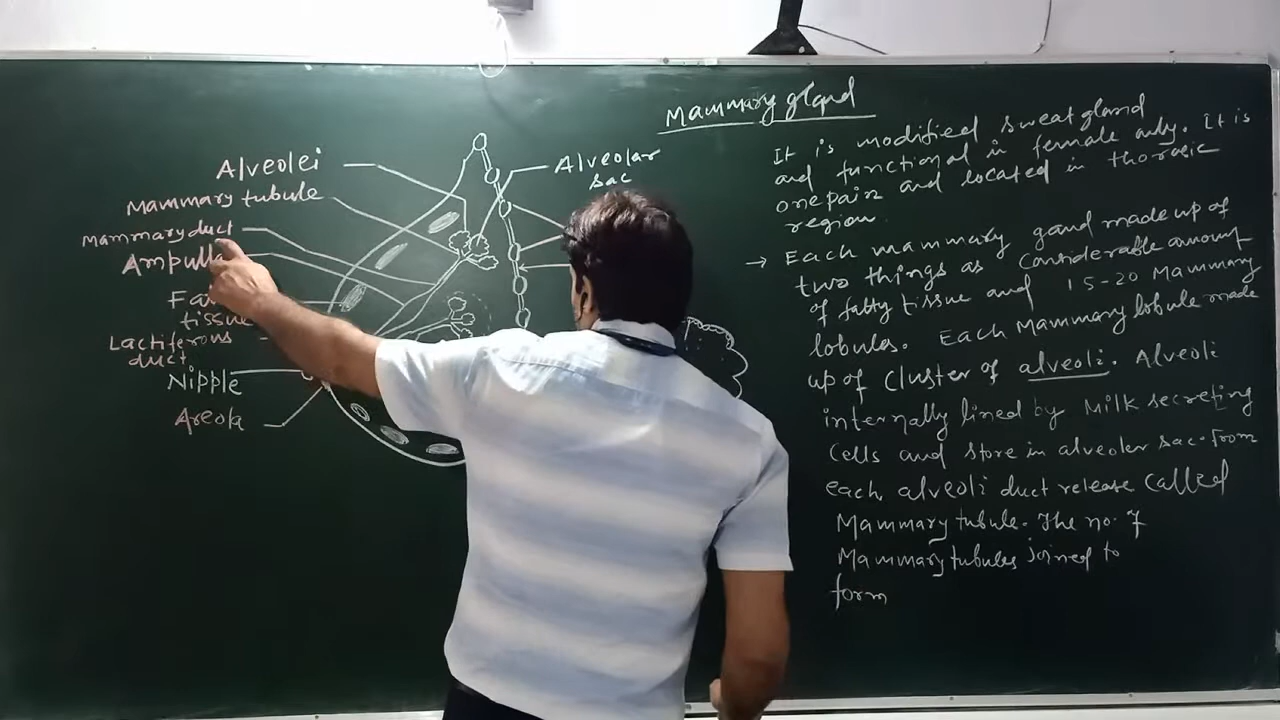 Mammary gland
It is modified sweat gland
and functional in female only. It is
one pair and located in thoracic
region.
→ Each mammary gand made up of
two things as Considerable amount
of fatty tissue and 15-20 Mammary
lobules. Each Mammary lobule made
up of Cluster of alveoli. Alveoli
internally lined by Milk secreting
Cells and store in alveoler sac. From
each alveoli duct release called
Mammary tubule. The no. of
Mammary tubules joined to
form
Alveolei
Mammary tubule
Mammary duct
Ampulla
tissue
Lactiferous
duct
Nipple
Areola
Alveolar
sac